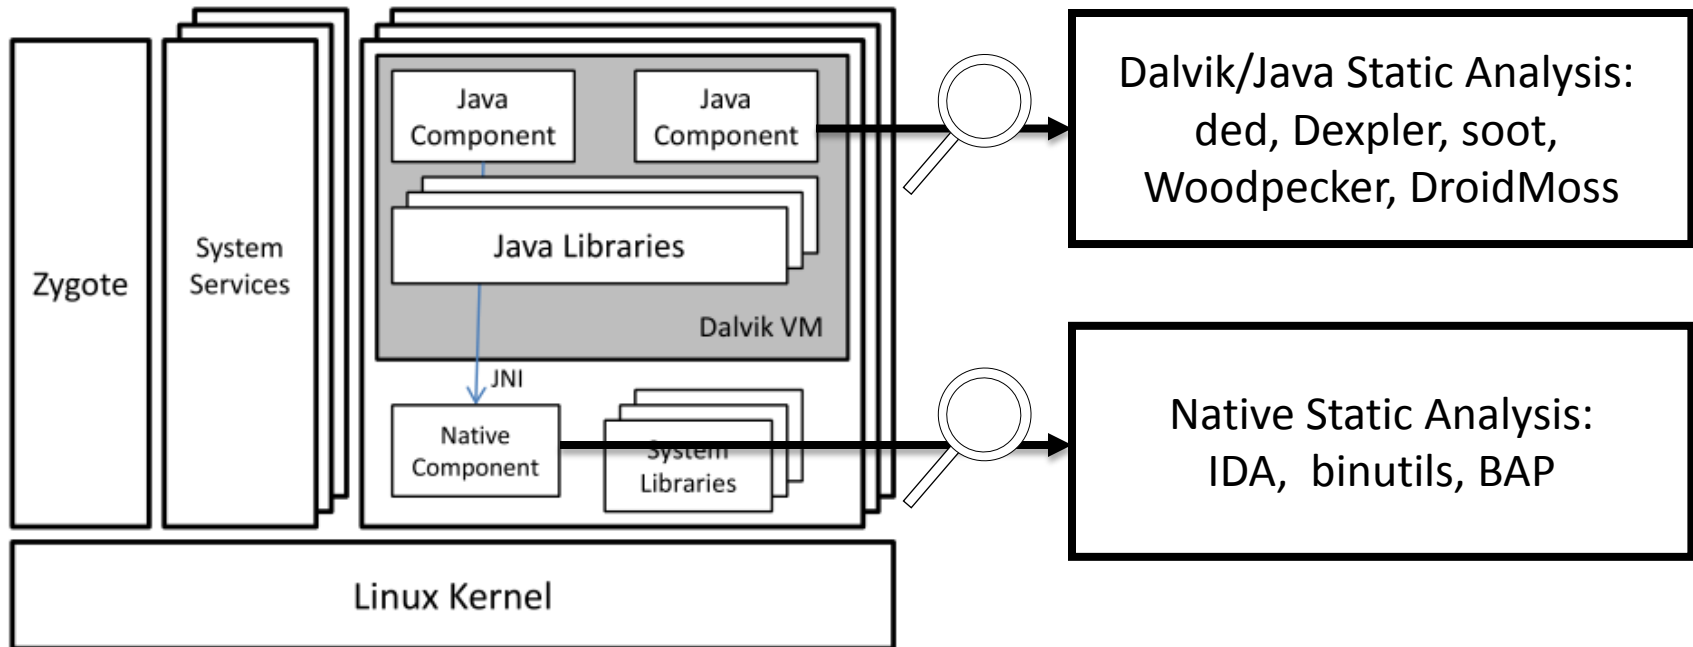 Zygote
System
Services
Java
Component
Java
Component
Java Libraries
Dalvik VM
JNI
Native
Component
System
Libraries
Linux Kernel
Dalvik/Java Static Analysis:
ded, Dexpler, soot,
Woodpecker, DroidMoss
Native Static Analysis:
IDA,  binutils, BAP